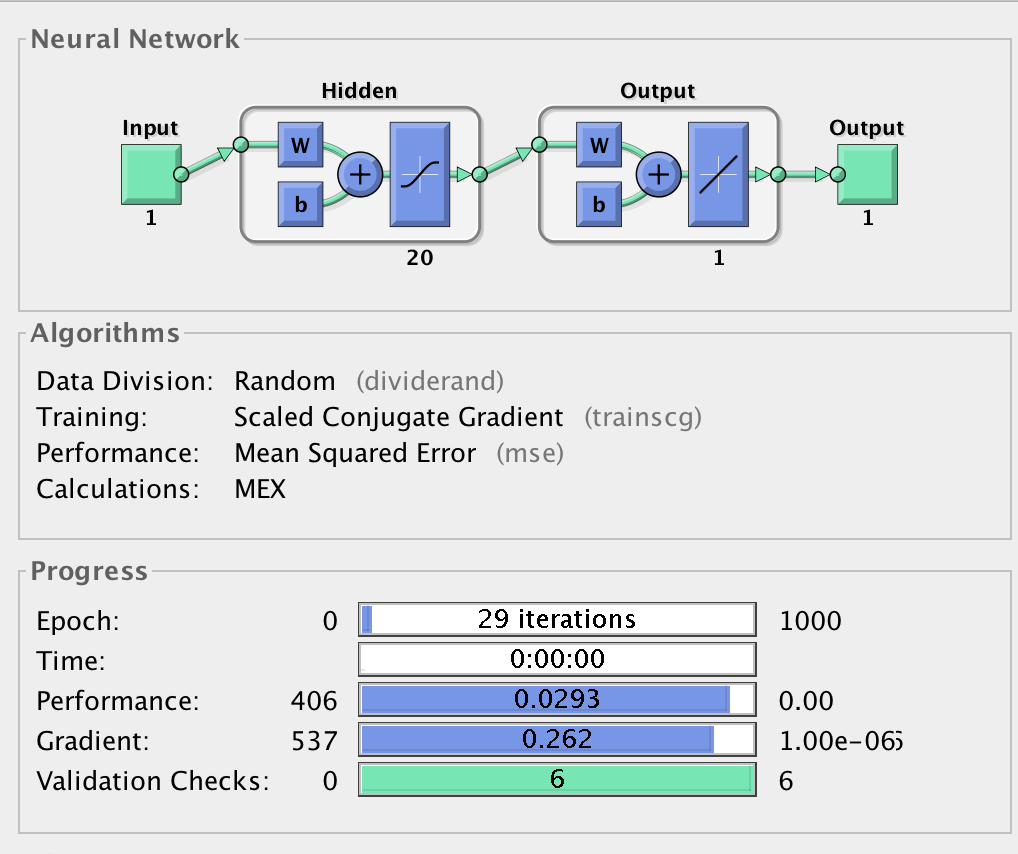 Neural Network
Hidden Output
Input Output
W b + W b +
1 1
20 1
Algorithms
Data Division: Random (dividerand)
Training: Scaled Conjugate Gradient (trainscg)
Performance: Mean Squared Error (mse)
Calculations: MEX
Progress
Epoch: 0 29 iterations 1000
Time: 0:00:00
Performance: 406 0.0293 0.00
Gradient: 537 0.262 1.00e-06
Validation Checks: 0 6 6